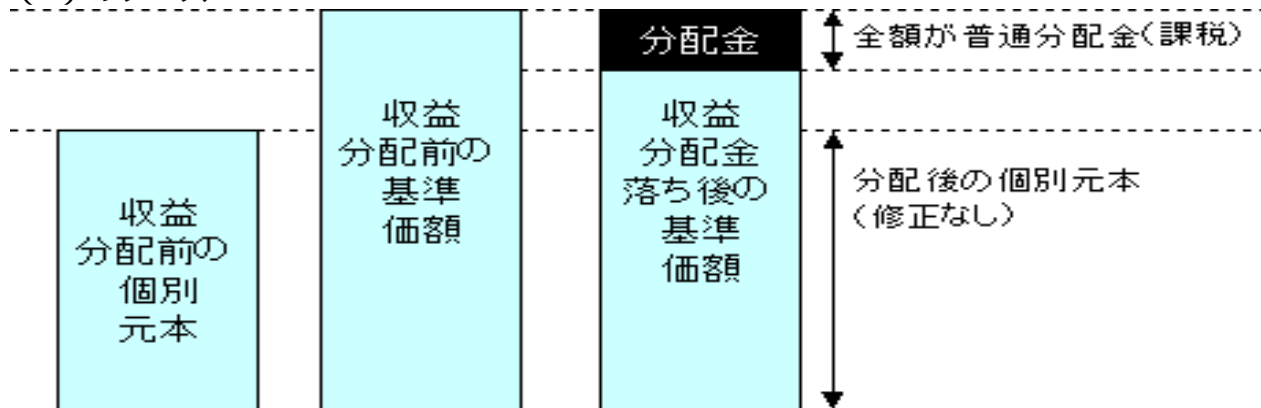 分配金
全額が普通分配金(課税)
収益
分配前の
基準
価額
収益
分配金
落ち後の
基準
価額
分配後の個別元本
(修正なし)
収益
分配前の
個別
元本